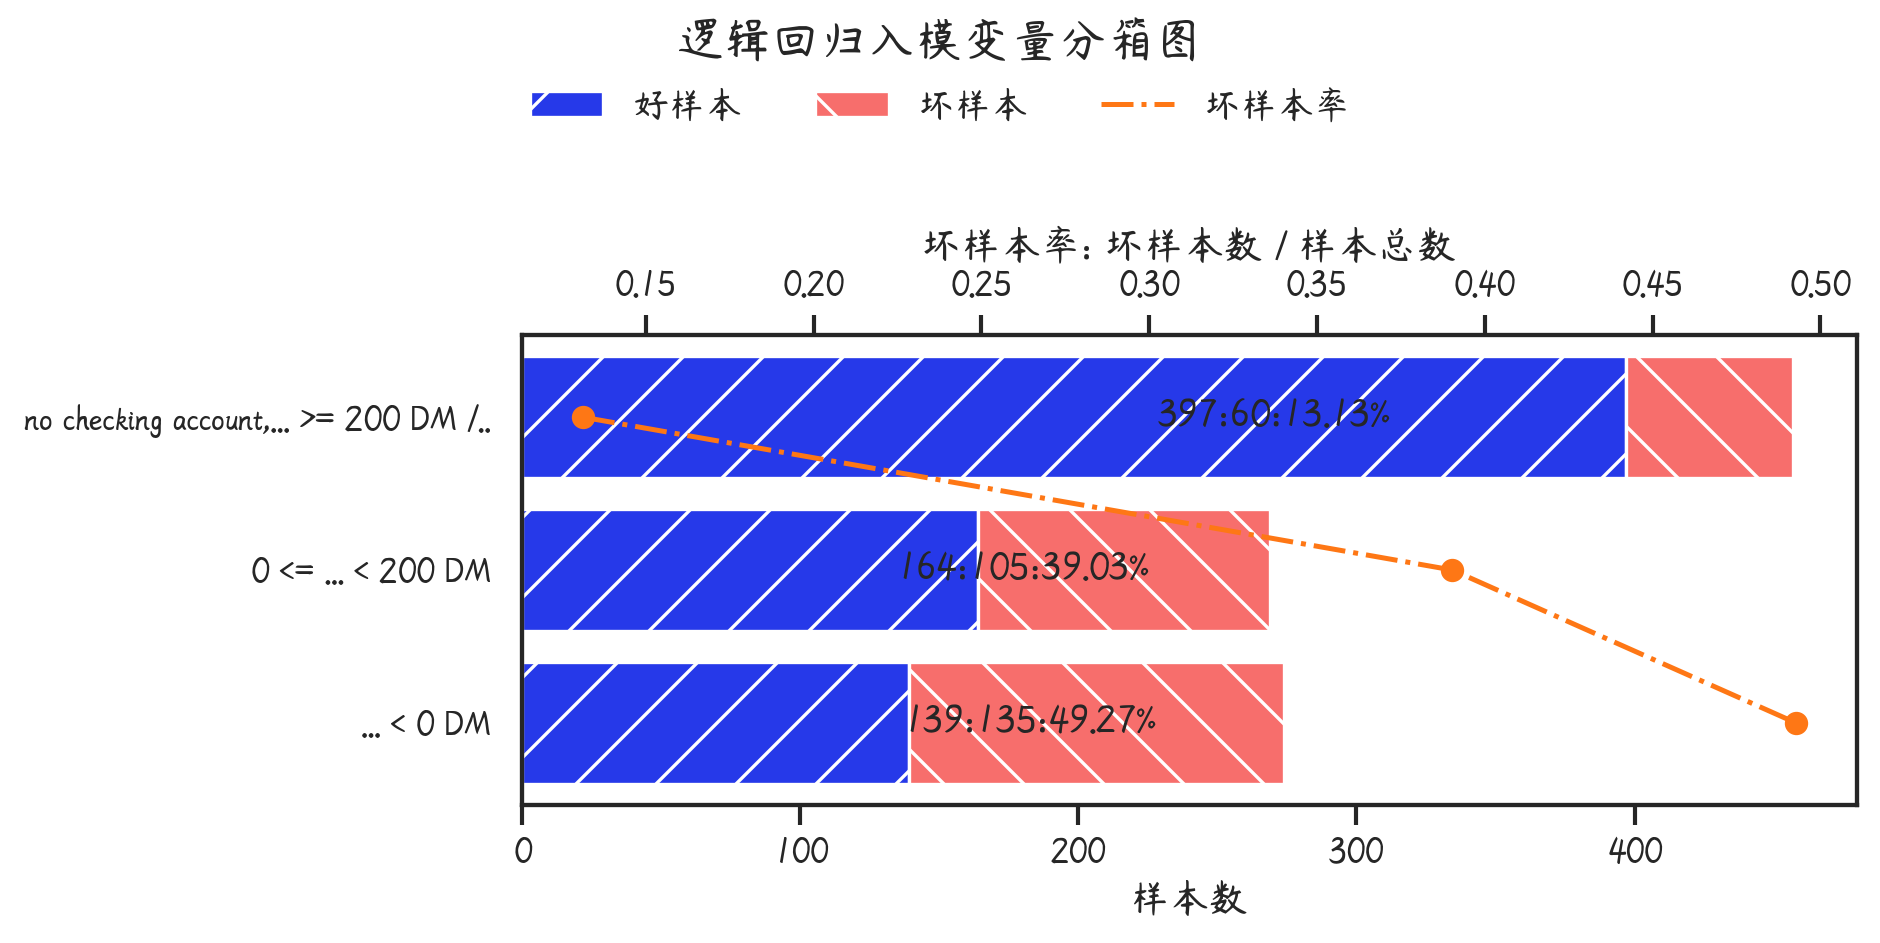 逻辑回归入模变量分箱图
好样本 坏样本 坏样本率
坏样本率: 坏样本数 / 样本总数
0.15 0.20 0.25 0.30 0.35 0.40 0.45 0.50
no checking account,... >= 200 DM /..
397:60:13.13%
0 <= ... < 200 DM
164:105:39.03%
... < 0 DM
139:135:49.27%
0 100 200 300 400
样本数